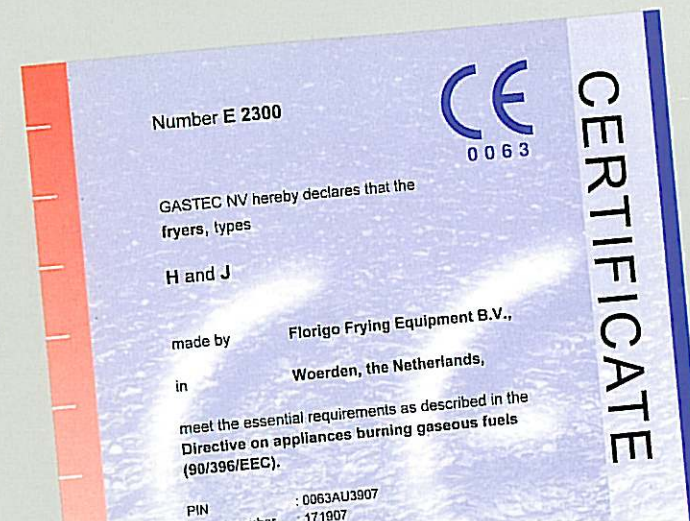 Number E 2300
CE
0063
CERTIFICATE
GASTEC NV hereby declares that the
fryers, types
H and J
made by Florigo Frying Equipment B.V.,
in Woerden, the Netherlands,
meet the essential requirements as described in the
Directive on appliances burning gaseous fuels
(90/396/EEC).
PIN : 0063AU3907
: 171907